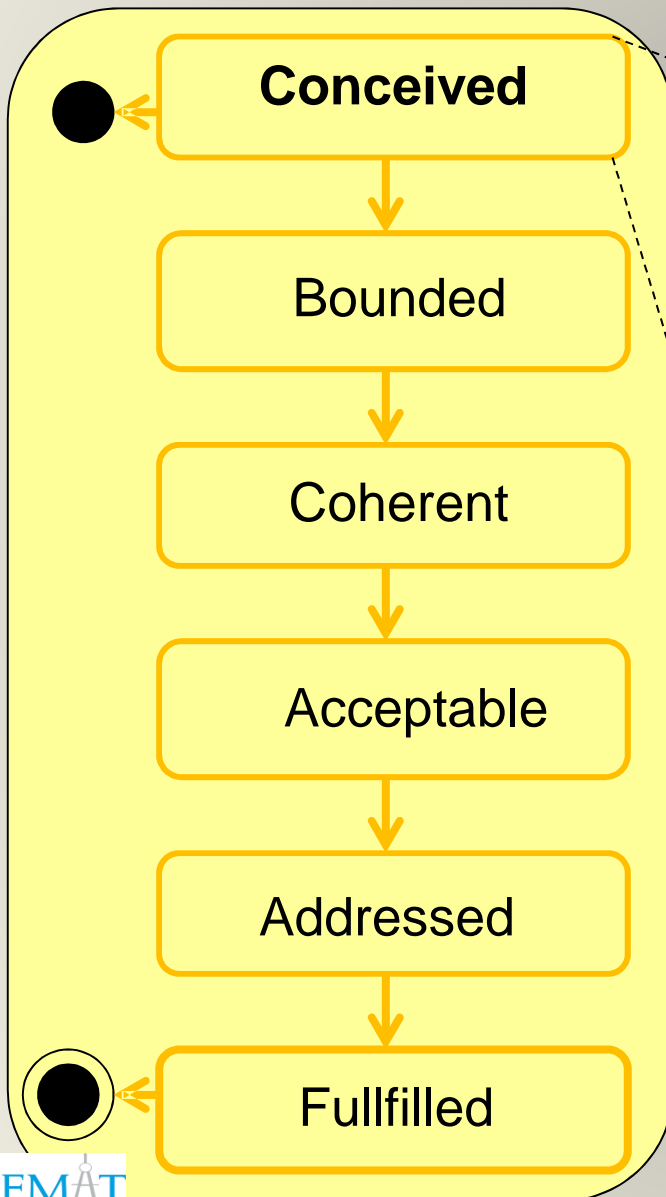 Conceived
Bounded
Coherent
Acceptable
Addressed
Fullfilled